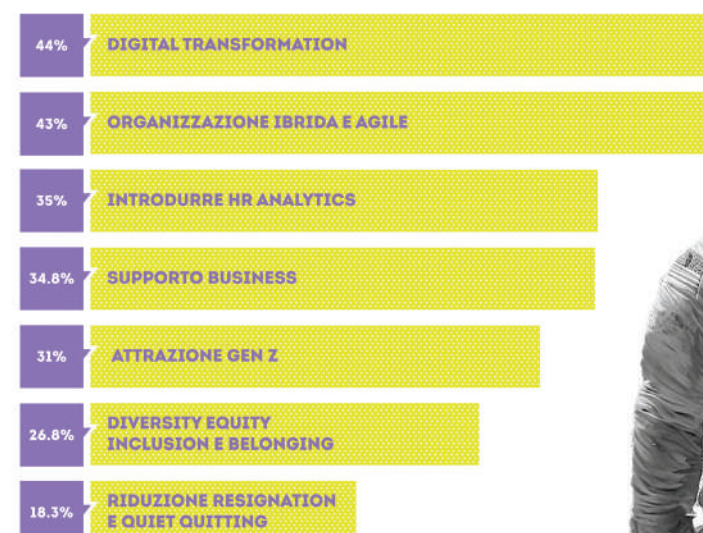 44% DIGITAL TRANSFORMATION
43% ORGANIZZAZIONE IBRIDA E AGILE
35% INTRODURRE HR ANALYTICS
34.8% SUPPORTO BUSINESS
31% ATTRAZIONE GEN Z
26.8% DIVERSITY EQUITY
INCLUSION E BELONGING
18.3% RIDUZIONE RESIGNATION
E QUIET QUITTING